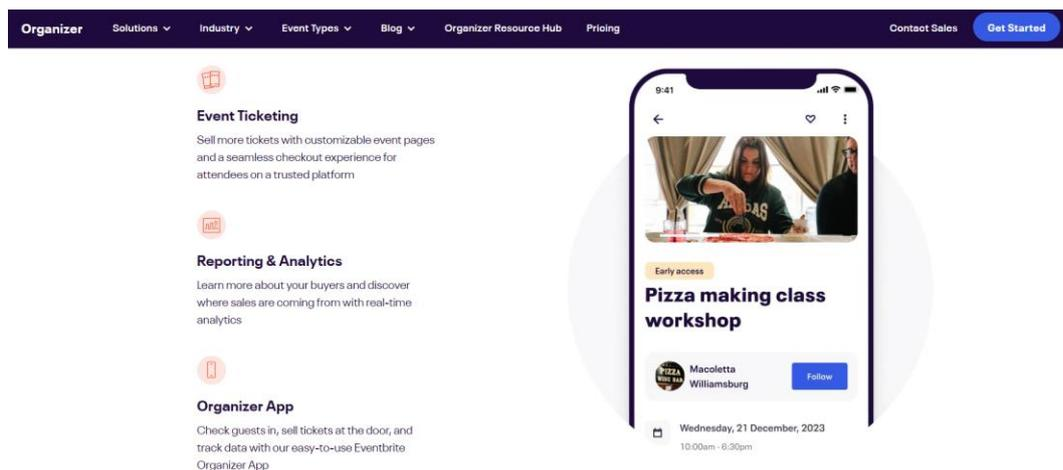 Organizer Solutions Industry Event Types Blog Organizer Resource Hub Pricing Contact Sales Get Started
Event Ticketing
Sell more tickets with customizable event pages
and a seamless checkout experience for
attendees on a trusted platform
Reporting & Analytics
Learn more about your buyers and discover
where sales are coming from with real-time
analytics
Organizer App
Check guests in, sell tickets at the door, and
track data with our easy-to-use Eventbrite
Organizer App
9:41
Early access
Pizza making class
workshop
PIZZA
WINE BAR
Macoletta
Williamsburg
Follow
Wednesday, 21 December, 2023
10:00am - 6:30pm